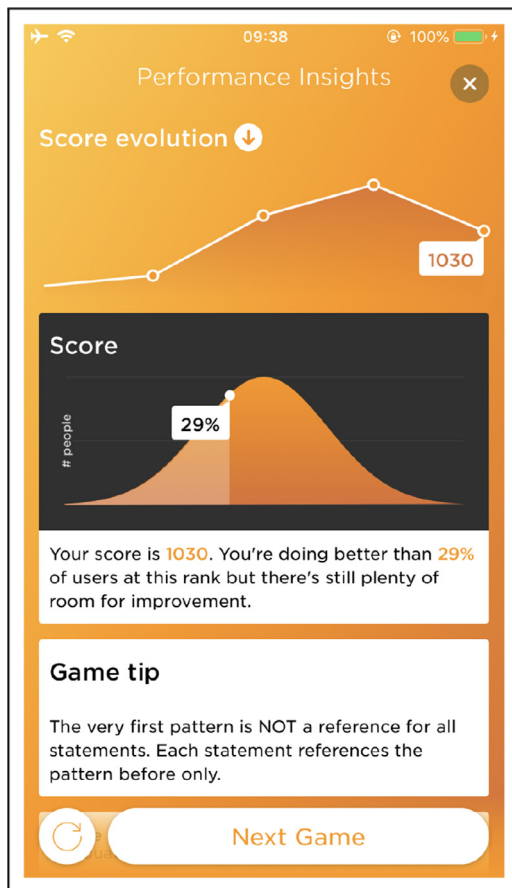 09:38
100%
Performance Insights
Score evolution
1030
Score
# people
29%
Your score is 1030. You're doing better than 29%
of users at this rank but there's still plenty of
room for improvement.
Game tip
The very first pattern is NOT a reference for all
statements. Each statement references the
pattern before only.
Next Game